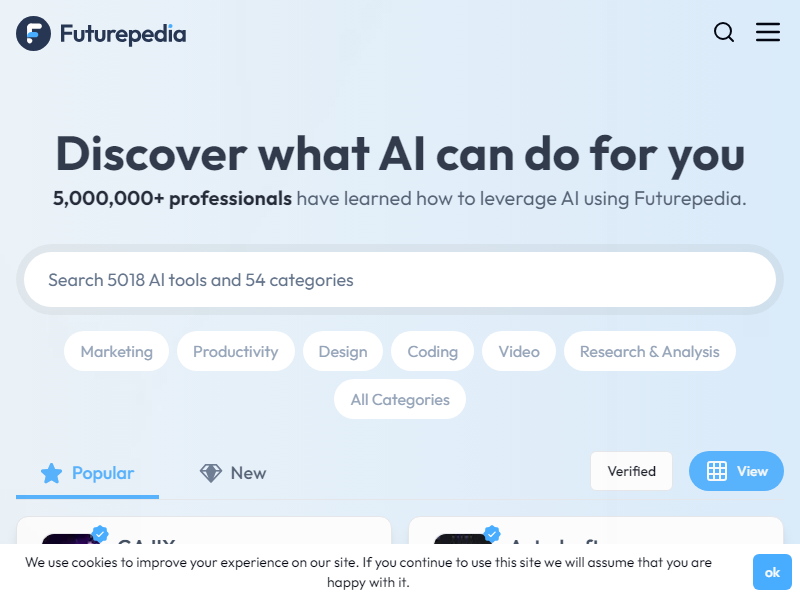 Futurepedia
Discover what AI can do for you
5,000,000+ professionals have learned how to leverage AI using Futurepedia.
Search 5018 AI tools and 54 categories
Marketing
Productivity
Design
Coding
Video
Research & Analysis
All Categories
Popular
New
Verified
View
We use cookies to improve your experience on our site. If you continue to use this site we will assume that you are
happy with it.
ok